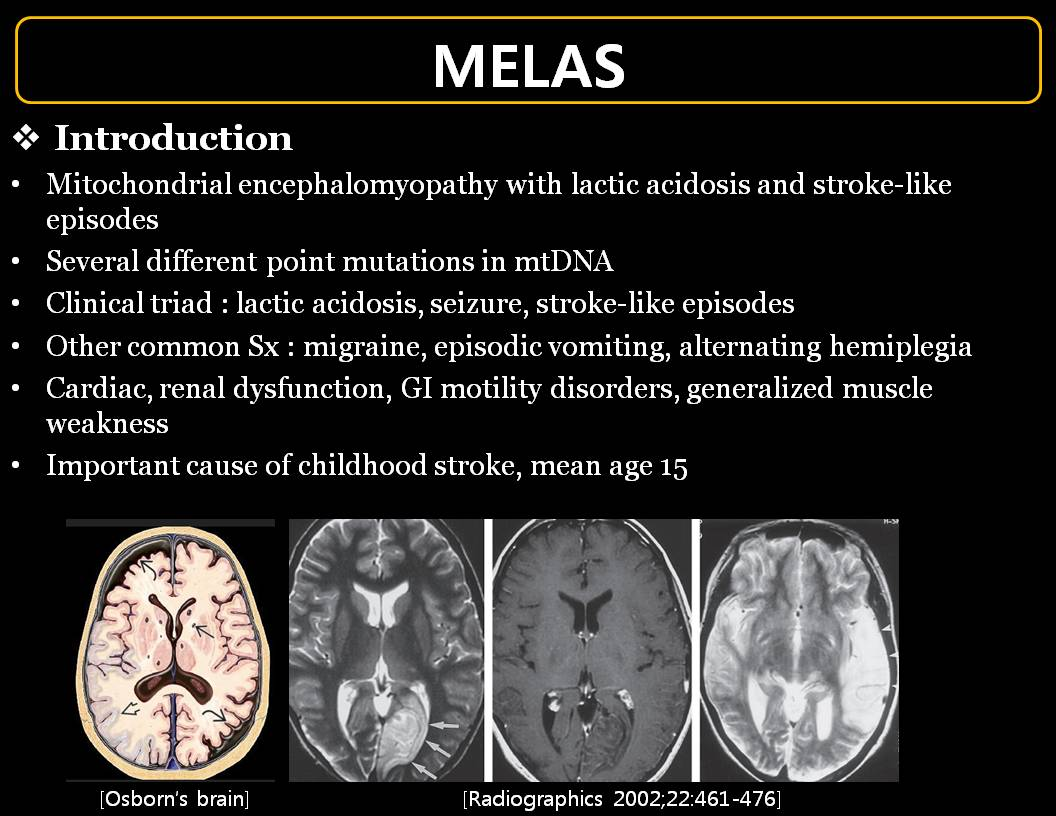 MELAS
❖ Introduction
• Mitochondrial encephalomyopathy with lactic acidosis and stroke-like
episodes
• Several different point mutations in mtDNA
• Clinical triad : lactic acidosis, seizure, stroke-like episodes
• Other common Sx : migraine, episodic vomiting, alternating hemiplegia
• Cardiac, renal dysfunction, GI motility disorders, generalized muscle
weakness
• Important cause of childhood stroke, mean age 15
[Osborn's brain]
[Radiographics 2002;22:461-476]